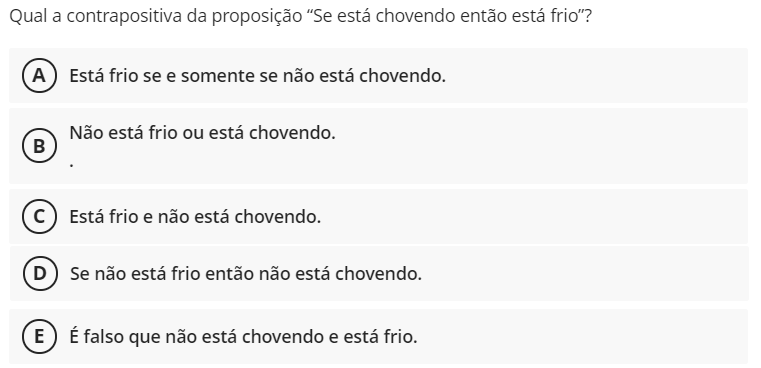 Qual a contrapositiva da proposição “Se está chovendo então está frio”?
A Está frio se e somente se não está chovendo.
B Não está frio ou está chovendo.
.
C Está frio e não está chovendo.
D Se não está frio então não está chovendo.
E É falso que não está chovendo e está frio.